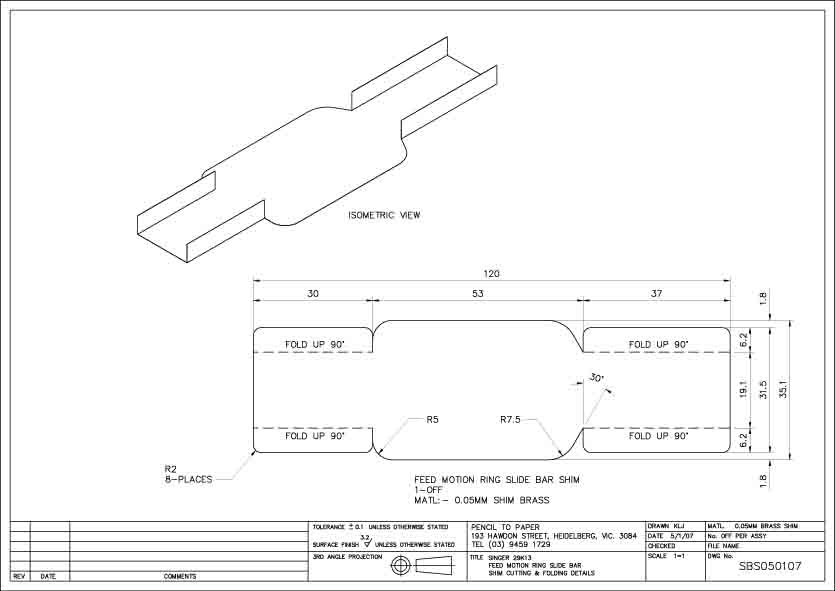 ISOMETRIC VIEW
120
30 53 37
1.8
FOLD UP 90° FOLD UP 90°
6.2
30°
19.1
31.5
35.1
R5 R7.5
FOLD UP 90° FOLD UP 90°
6.2
R2
8-PLACES
1.8
FEED MOTION RING SLIDE BAR SHIM
1-OFF
MATL:- 0.05MM SHIM BRASS
TOLERANCE ± 0.1 UNLESS OTHERWISE STATED
3.2
SURFACE FINISH √ UNLESS OTHERWISE STATED
3RD ANGLE PROJECTION
PENCIL TO PAPER
193 HAWDON STREET, HEIDELBERG, VIC. 3084
TEL (03) 9459 1729
TITLE SINGER 29K13
FEED MOTION RING SLIDE BAR
SHIM CUTTING & FOLDING DETAILS
DRAWN KLJ
DATE 5/1/07
CHECKED
SCALE 1=1
MATL. 0.05MM BRASS SHIM
No. OFF PER ASSY
FILE NAME
DWG No.
SBS050107
REV DATE COMMENTS